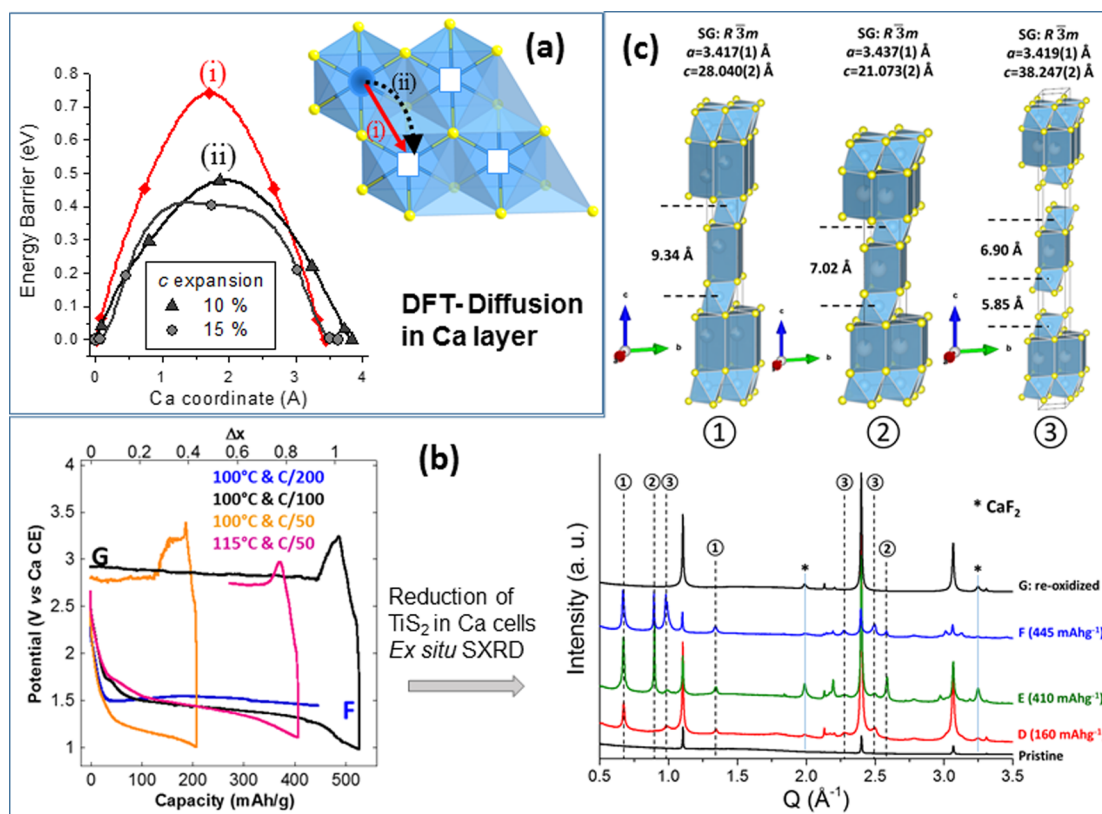 (a)
Energy Barrier (eV)
0.8
0.7
0.6
0.5
0.4
0.3
0.2
0.1
0.0
(i)
(ii)
c expansion
10 %
15 %
0 1 2 3 4
Ca coordinate (A)
(ii)
(i)
DFT-Diffusion
in Ca layer
(c)
SG: R 3̅m
a=3.417(1) Å
c=28.040(2) Å
SG: R 3̅m
a=3.437(1) Å
c=21.073(2) Å
SG: R 3̅m
a=3.419(1) Å
c=38.247(2) Å
9.34 Å
7.02 Å
6.90 Å
5.85 Å
c
b
c
b
c
b
① ② ③
(b)
Δx
0 0.2 0.4 0.6 0.8 1
Potential (V vs Ca CE)
4
3.5
3
2.5
2
1.5
1
100°C & C/200
100°C & C/100
100°C & C/50
115°C & C/50
G
F
0 100 200 300 400 500
Capacity (mAh/g)
Reduction of
TiS2 in Ca cells
Ex situ SXRD
Intensity (a. u.)
① ② ③ ① ③ ③ ②
* CaF2
* *
G: re-oxidized
F (445 mAhg-1)
E (410 mAhg-1)
D (160 mAhg-1
Pristine
0.5 1.0 1.5 2.0 2.5 3.0 3.5
Q (Å-1)